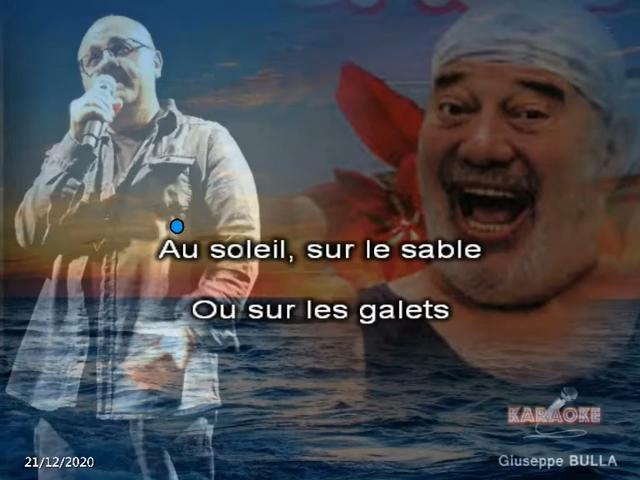 Au soleil, sur le sable
Ou sur les galets
KARAOKE
21/12/2020
Giuseppe BULLA